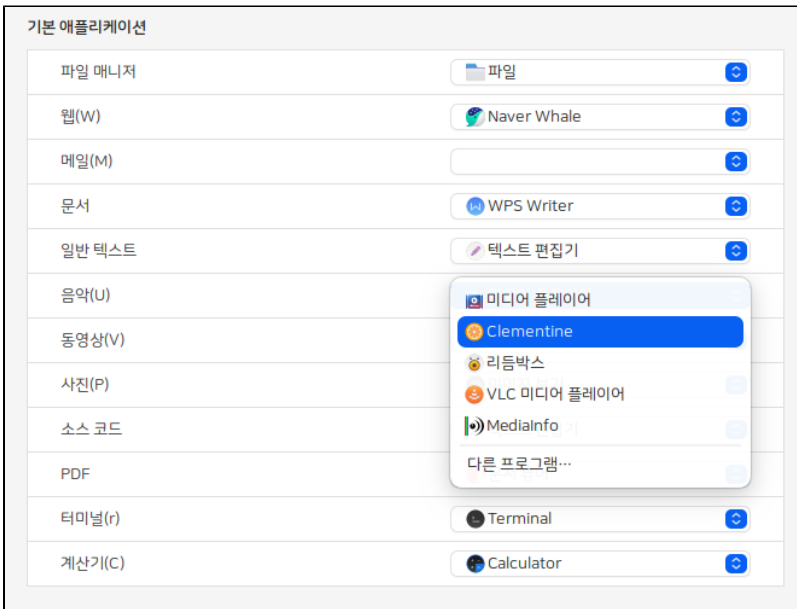 기본 애플리케이션
파일 매니저
파일
웹(W)
Naver Whale
메일(M)
문서
WPS Writer
일반 텍스트
텍스트 편집기
음악(U)
미디어 플레이어
Clementine
동영상(V)
리듬박스
사진(P)
VLC 미디어 플레이어
소스 코드
MediaInfo
PDF
다른 프로그램…
터미널(r)
Terminal
계산기(C)
Calculator